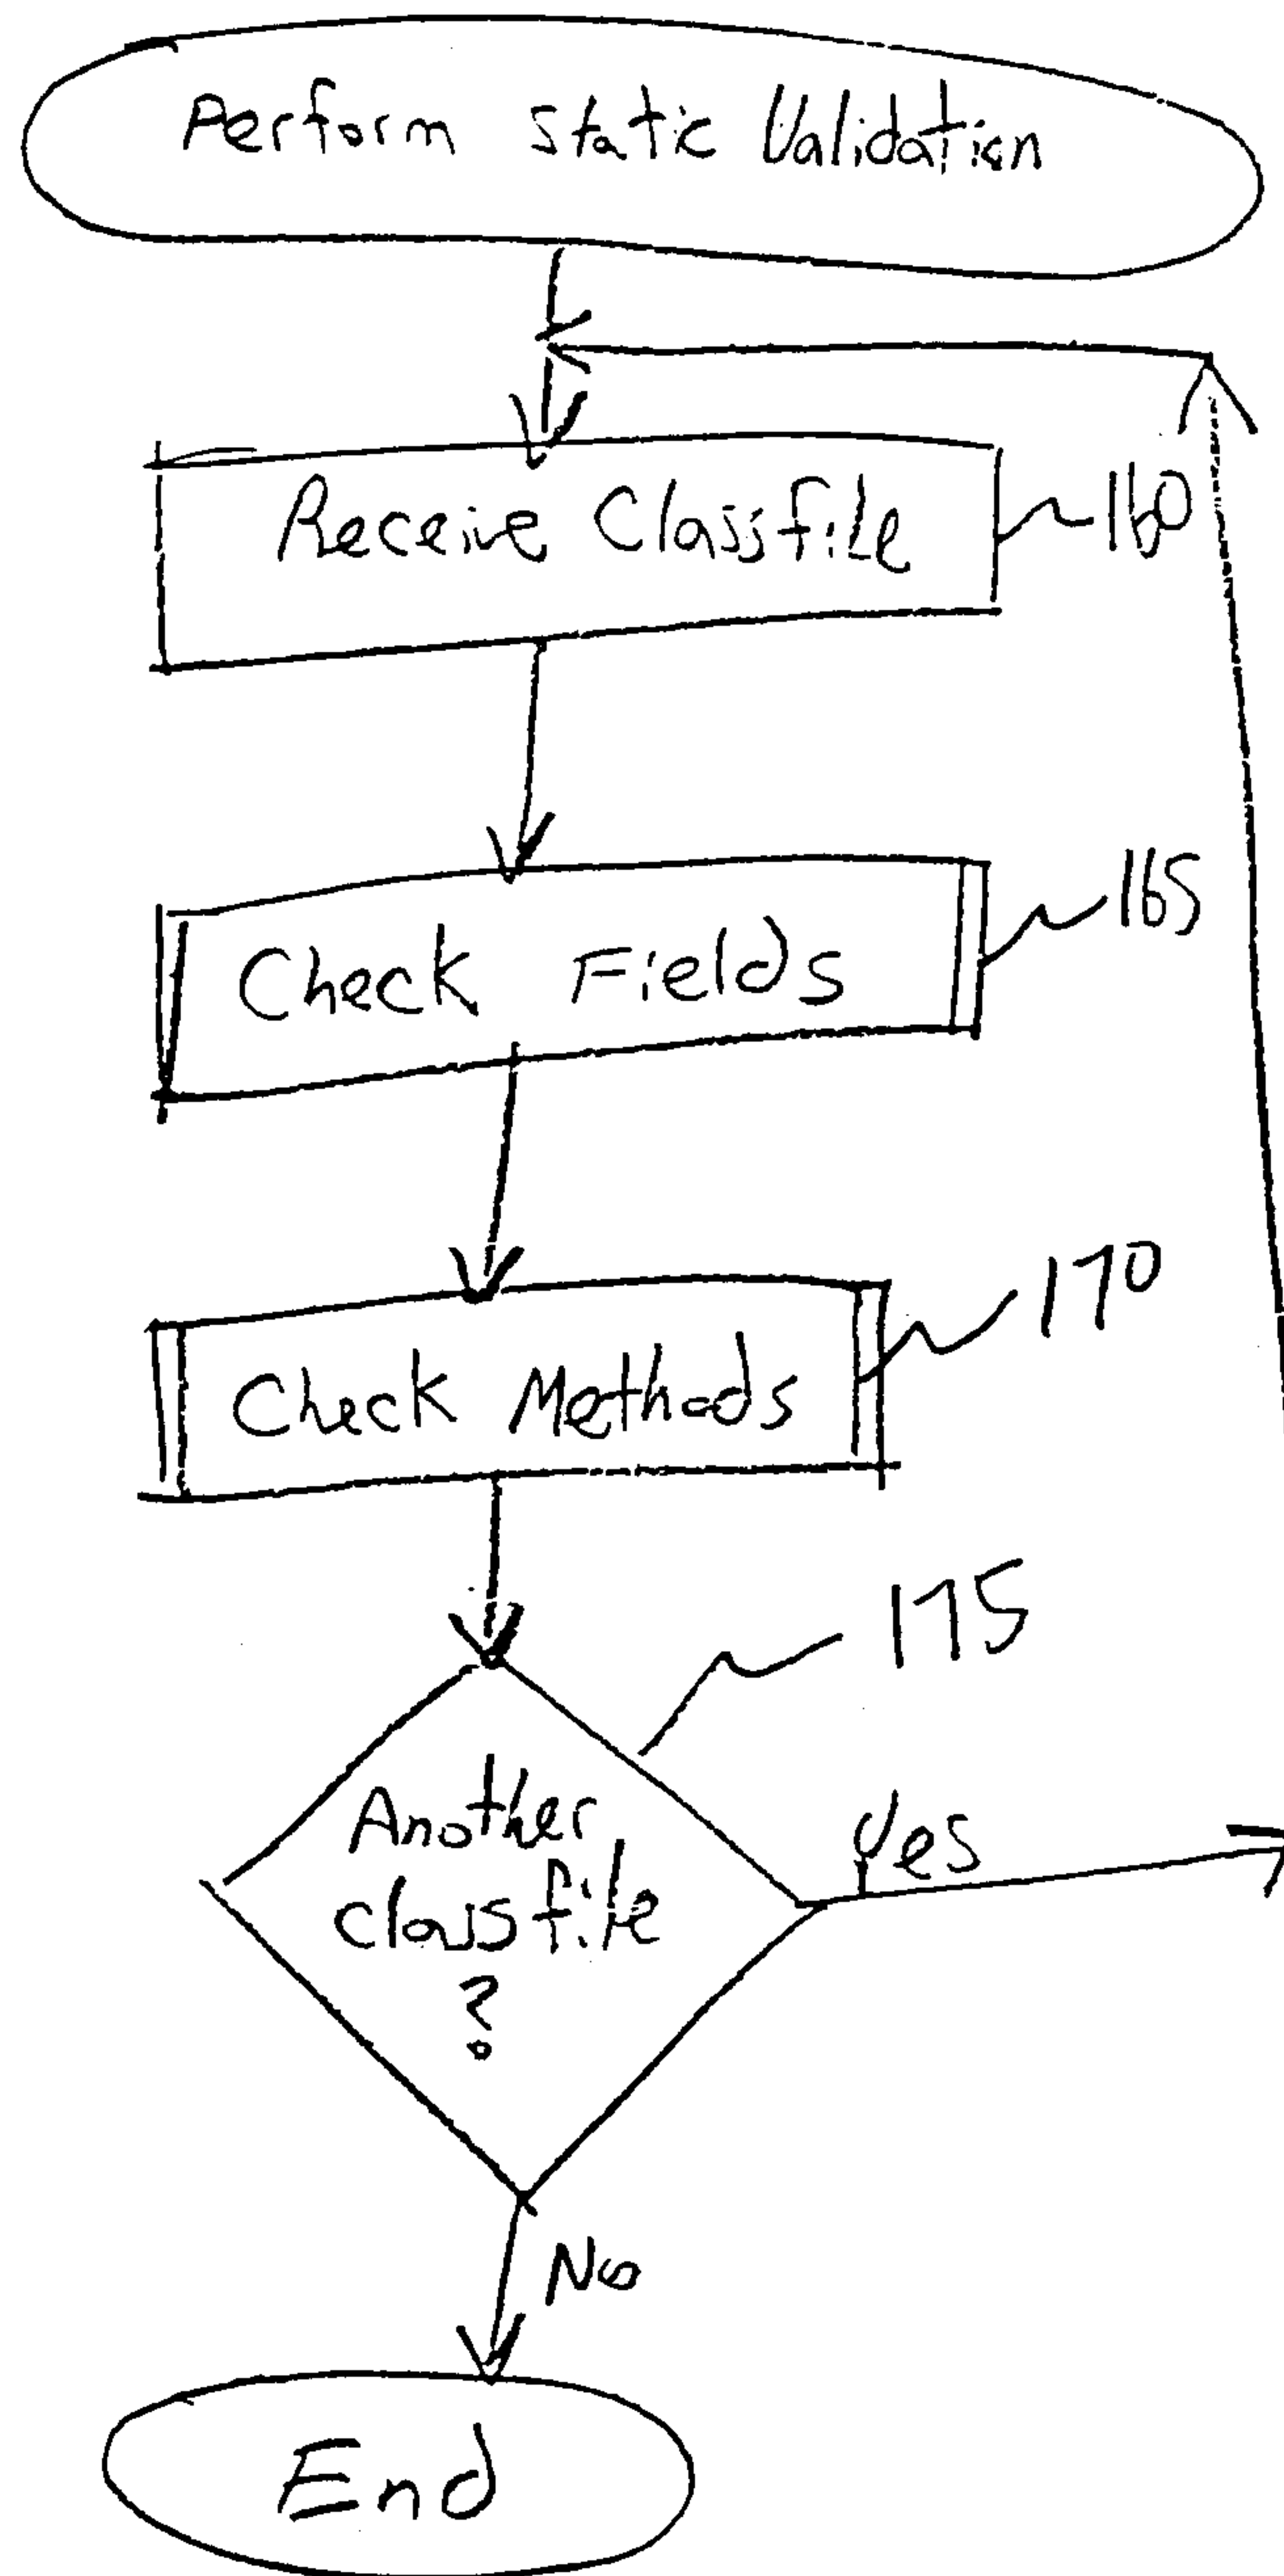 Perform Static Validation
Receive Classfile
160
Check Fields
165
Check Methods
170
175
Another
classfile
?
Yes
No
End